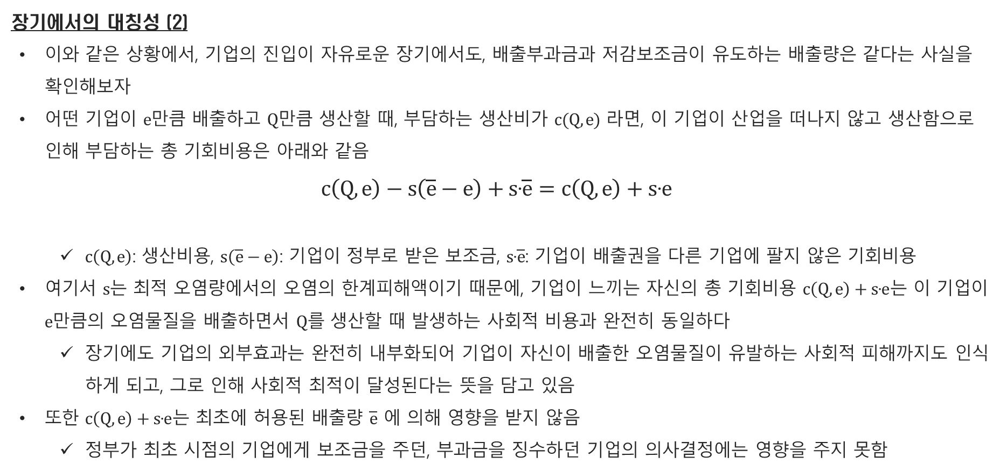 장기에서의 대칭성 (2)
• 이와 같은 상황에서, 기업의 진입이 자유로운 장기에서도, 배출부과금과 저감보조금이 유도하는 배출량은 같다는 사실을
확인해보자
• 어떤 기업이 e만큼 배출하고 Q만큼 생산할 때, 부담하는 생산비가 c(Q, e) 라면, 이 기업이 산업을 떠나지 않고 생산함으로
인해 부담하는 총 기회비용은 아래와 같음
c(Q, e) − s(e̅ − e) + s·e̅ = c(Q, e) + s·e
✓ c(Q, e): 생산비용, s(e̅ − e): 기업이 정부로 받은 보조금, s·e̅: 기업이 배출권을 다른 기업에 팔지 않은 기회비용
• 여기서 s는 최적 오염량에서의 오염의 한계피해액이기 때문에, 기업이 느끼는 자신의 총 기회비용 c(Q, e) + s·e는 이 기업이
e만큼의 오염물질을 배출하면서 Q를 생산할 때 발생하는 사회적 비용과 완전히 동일하다
✓ 장기에도 기업의 외부효과는 완전히 내부화되어 기업이 자신이 배출한 오염물질이 유발하는 사회적 피해까지도 인식
하게 되고, 그로 인해 사회적 최적이 달성된다는 뜻을 담고 있음
• 또한 c(Q, e) + s·e는 최초에 허용된 배출량 e̅ 에 의해 영향을 받지 않음
✓ 정부가 최초 시점의 기업에게 보조금을 주던, 부과금을 징수하던 기업의 의사결정에는 영향을 주지 못함